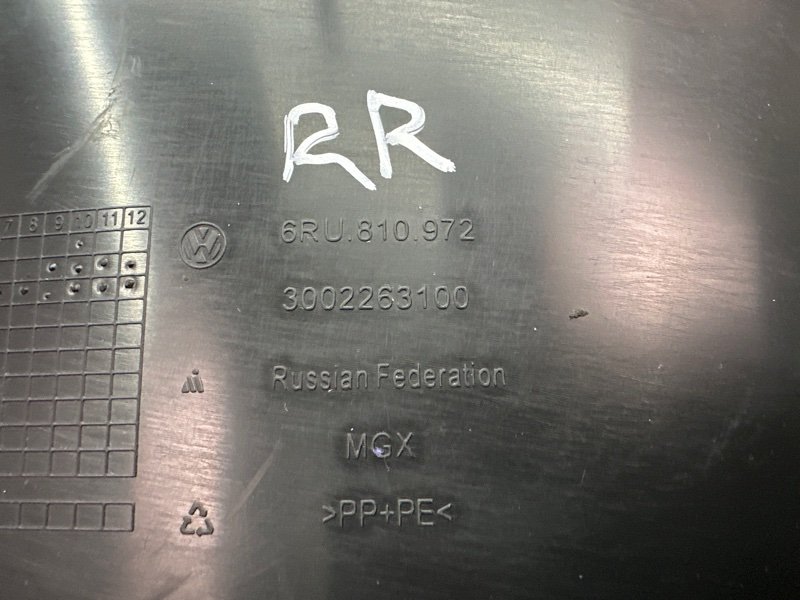 RR
7 8 9 10 11 12
6RU.810.972
3002263100
Russian Federation
MGX
>PP+PE<